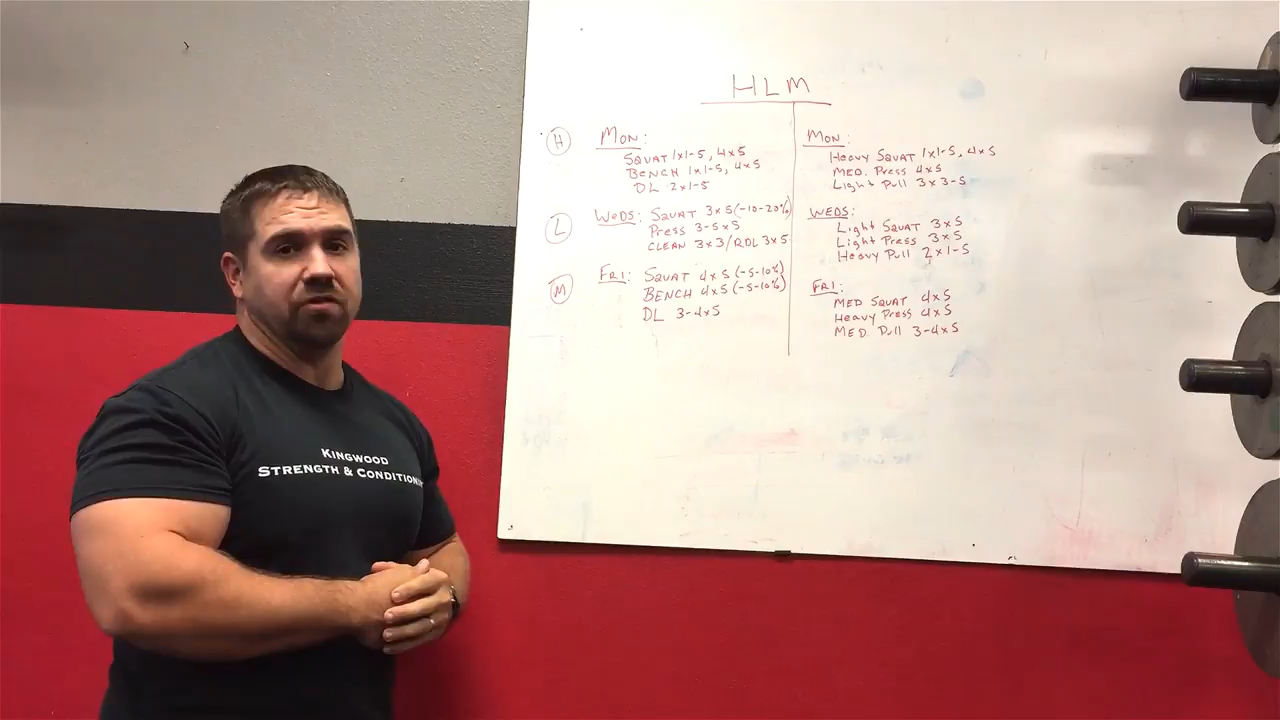 HLM
H
MON:
SQUAT 1x1-5, 4x5
BENCH 1x1-5, 4x5
DL 2x1-5
L
WEDS: SQUAT 3x5 (-10-20%)
PRESS 3-5x5
CLEAN 3x3/RDL 3x5
M
FRI: SQUAT 4x5 (-5-10%)
BENCH 4x5 (-5-10%)
DL 3-4x5
MON:
Heavy SQUAT 1x1-5, 4x5
MED. Press 4x5
Light Pull 3x3-5
WEDS:
Light SQUAT 3x5
Light Press 3x5
Heavy Pull 2x1-5
FRI:
MED SQUAT 4x5
Heavy Press 4x5
MED. Pull 3-4x5
KINGWOOD
STRENGTH & CONDITIONI